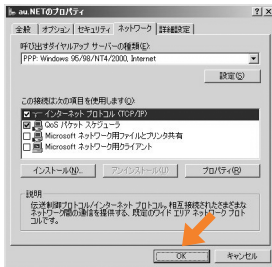 au.NETのプロパティ
全般 オプション セキュリティ ネットワーク 詳細設定
呼び出すダイヤルアップ サーバーの種類(E):
PPP: Windows 95/98/NT4/2000, Internet
設定(S)
この接続は次の項目を使用します(O):
インターネット プロトコル (TCP/IP)
QoS パケット スケジューラ
Microsoft ネットワーク用ファイルとプリンタ共有
Microsoft ネットワーク用クライアント
インストール(N)... アンインストール(U) プロパティ(R)
説明
伝送制御プロトコル/インターネット プロトコル。相互接続されたさまざまな
ネットワーク間の通信を提供する、既定のワイド エリア ネットワーク プロト
コルです。
OK キャンセル